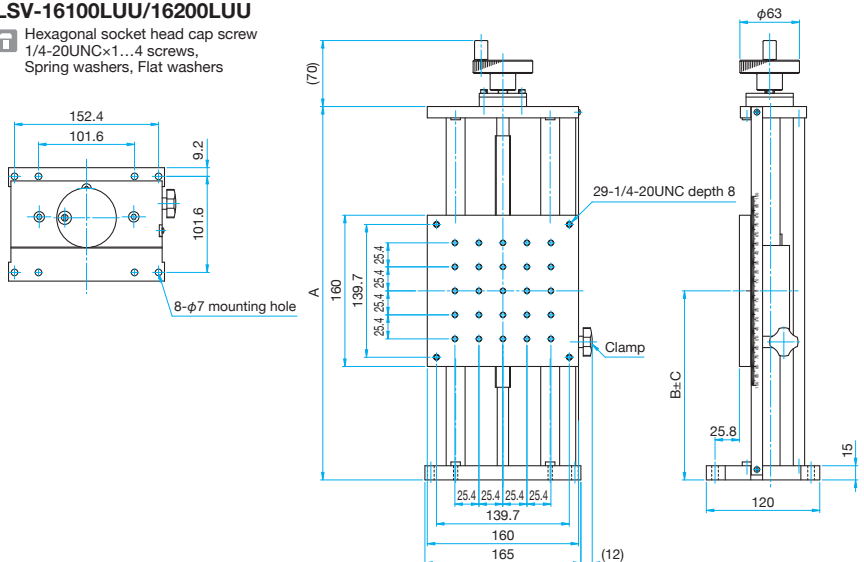 LSV-16100LUU/16200LUU
Hexagonal socket head cap screw
1/4-20UNC×1…4 screws,
Spring washers, Flat washers
152.4
101.6
9.2
101.6
8-φ7 mounting hole
(70)
A
160
139.7
25.4
25.4
25.4
25.4
29-1/4-20UNC depth 8
Clamp
25.4
25.4
25.4
25.4
139.7
160
165
(12)
φ63
B±C
25.8
15
120